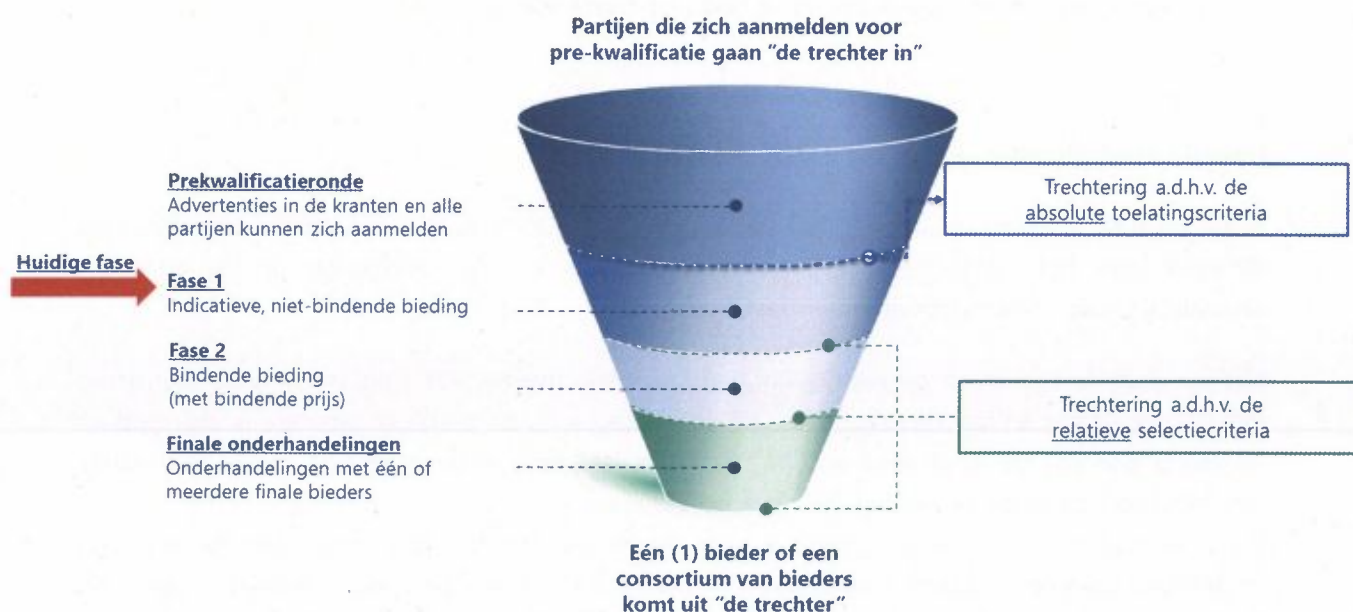 Partijen die zich aanmelden voor
pre-kwalificatie gaan "de trechter in"
Prekwalificatieronde
Advertenties in de kranten en alle
partijen kunnen zich aanmelden
Trechtering a.d.h.v. de
absolute toelatingscriteria
Huidige fase
Fase 1
Indicatieve, niet-bindende bieding
Fase 2
Bindende bieding
(met bindende prijs)
Trechtering a.d.h.v. de
relatieve selectiecriteria
Finale onderhandelingen
Onderhandelingen met één of
meerdere finale bieders
Eén (1) bieder of een
consortium van bieders
komt uit "de trechter"